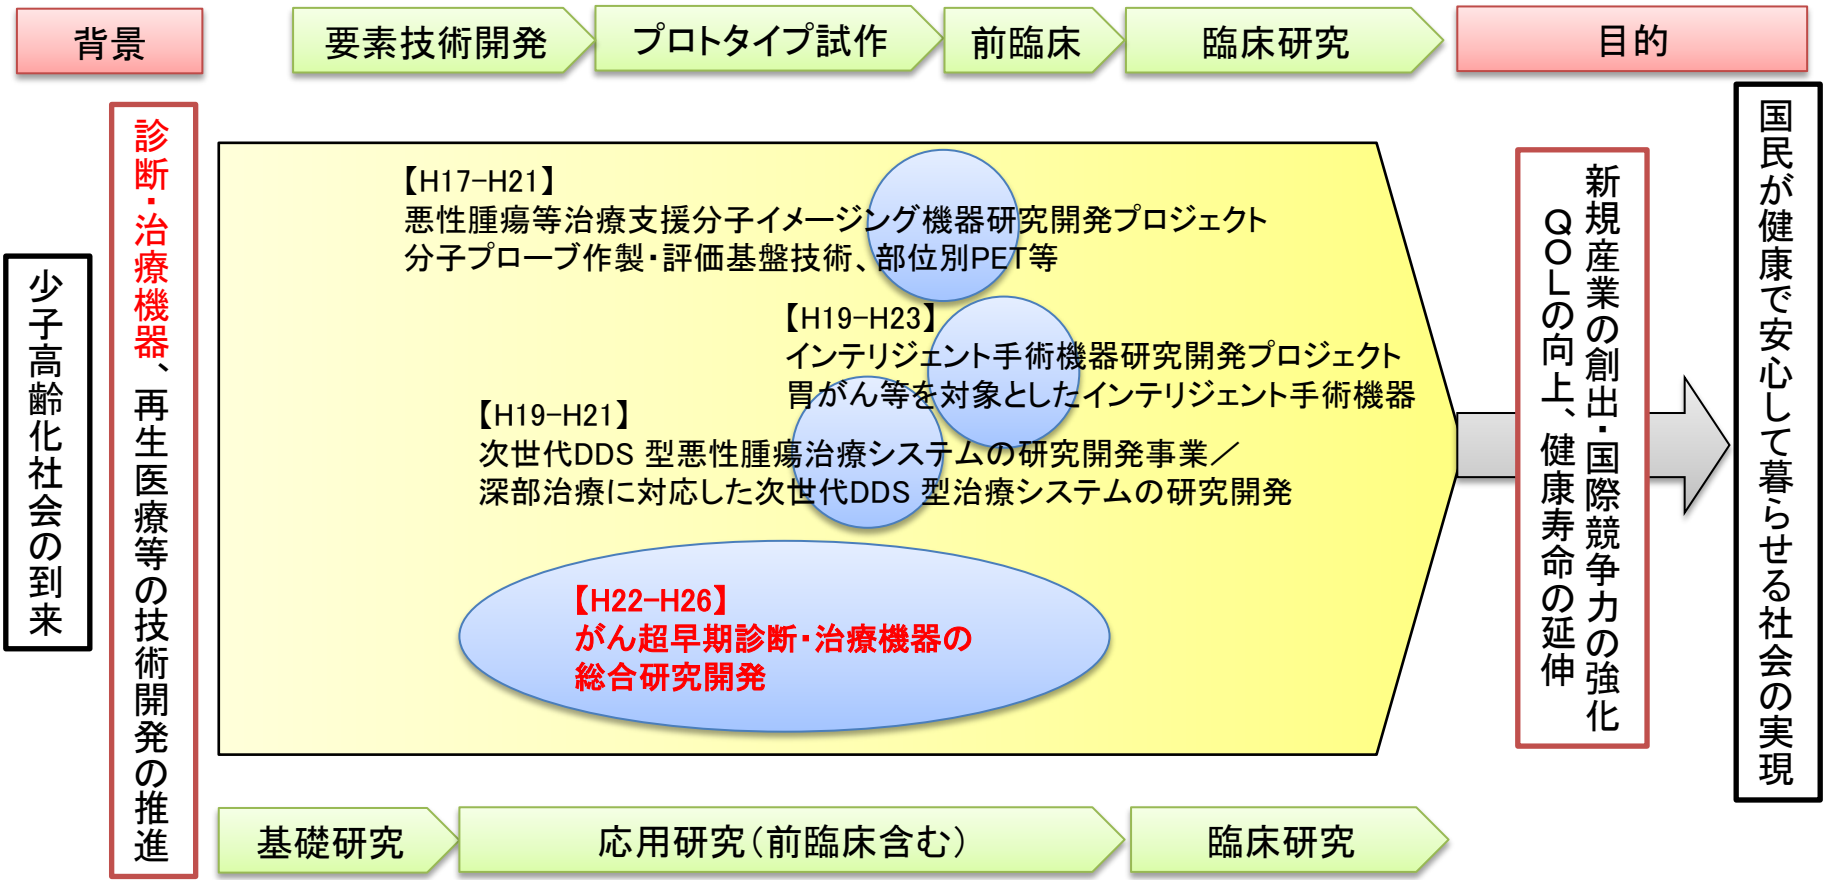 背景
要素技術開発
プロトタイプ試作
前臨床
臨床研究
目的
少子高齢化社会の到来
診断・治療機器、再生医療等の技術開発の推進
【H17-H21】
悪性腫瘍等治療支援分子イメージング機器研究開発プロジェクト
分子プローブ作製・評価基盤技術、部位別PET等
【H19-H23】
インテリジェント手術機器研究開発プロジェクト
胃がん等を対象としたインテリジェント手術機器
【H19-H21】
次世代DDS 型悪性腫瘍治療システムの研究開発事業／
深部治療に対応した次世代DDS 型治療システムの研究開発
【H22-H26】
がん超早期診断・治療機器の
総合研究開発
新規産業の創出・国際競争力の強化
QOLの向上、健康寿命の延伸
国民が健康で安心して暮らせる社会の実現
基礎研究
応用研究(前臨床含む)
臨床研究